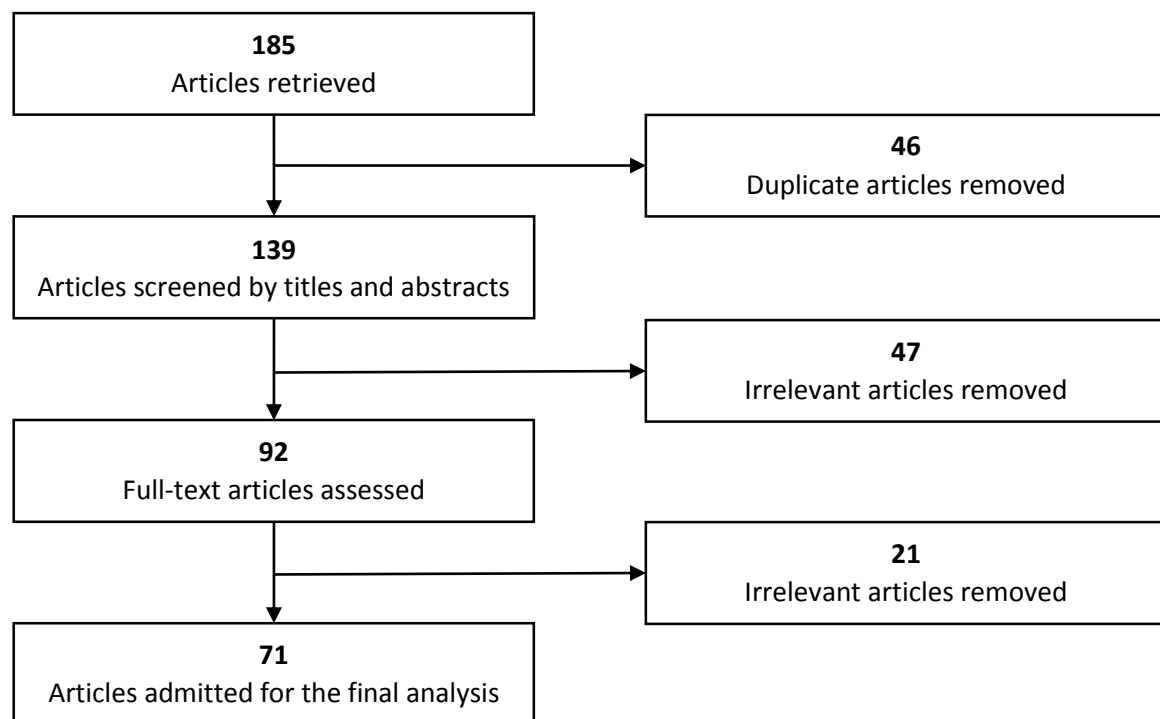 185
Articles retrieved
46
Duplicate articles removed
139
Articles screened by titles and abstracts
47
Irrelevant articles removed
92
Full-text articles assessed
21
Irrelevant articles removed
71
Articles admitted for the final analysis